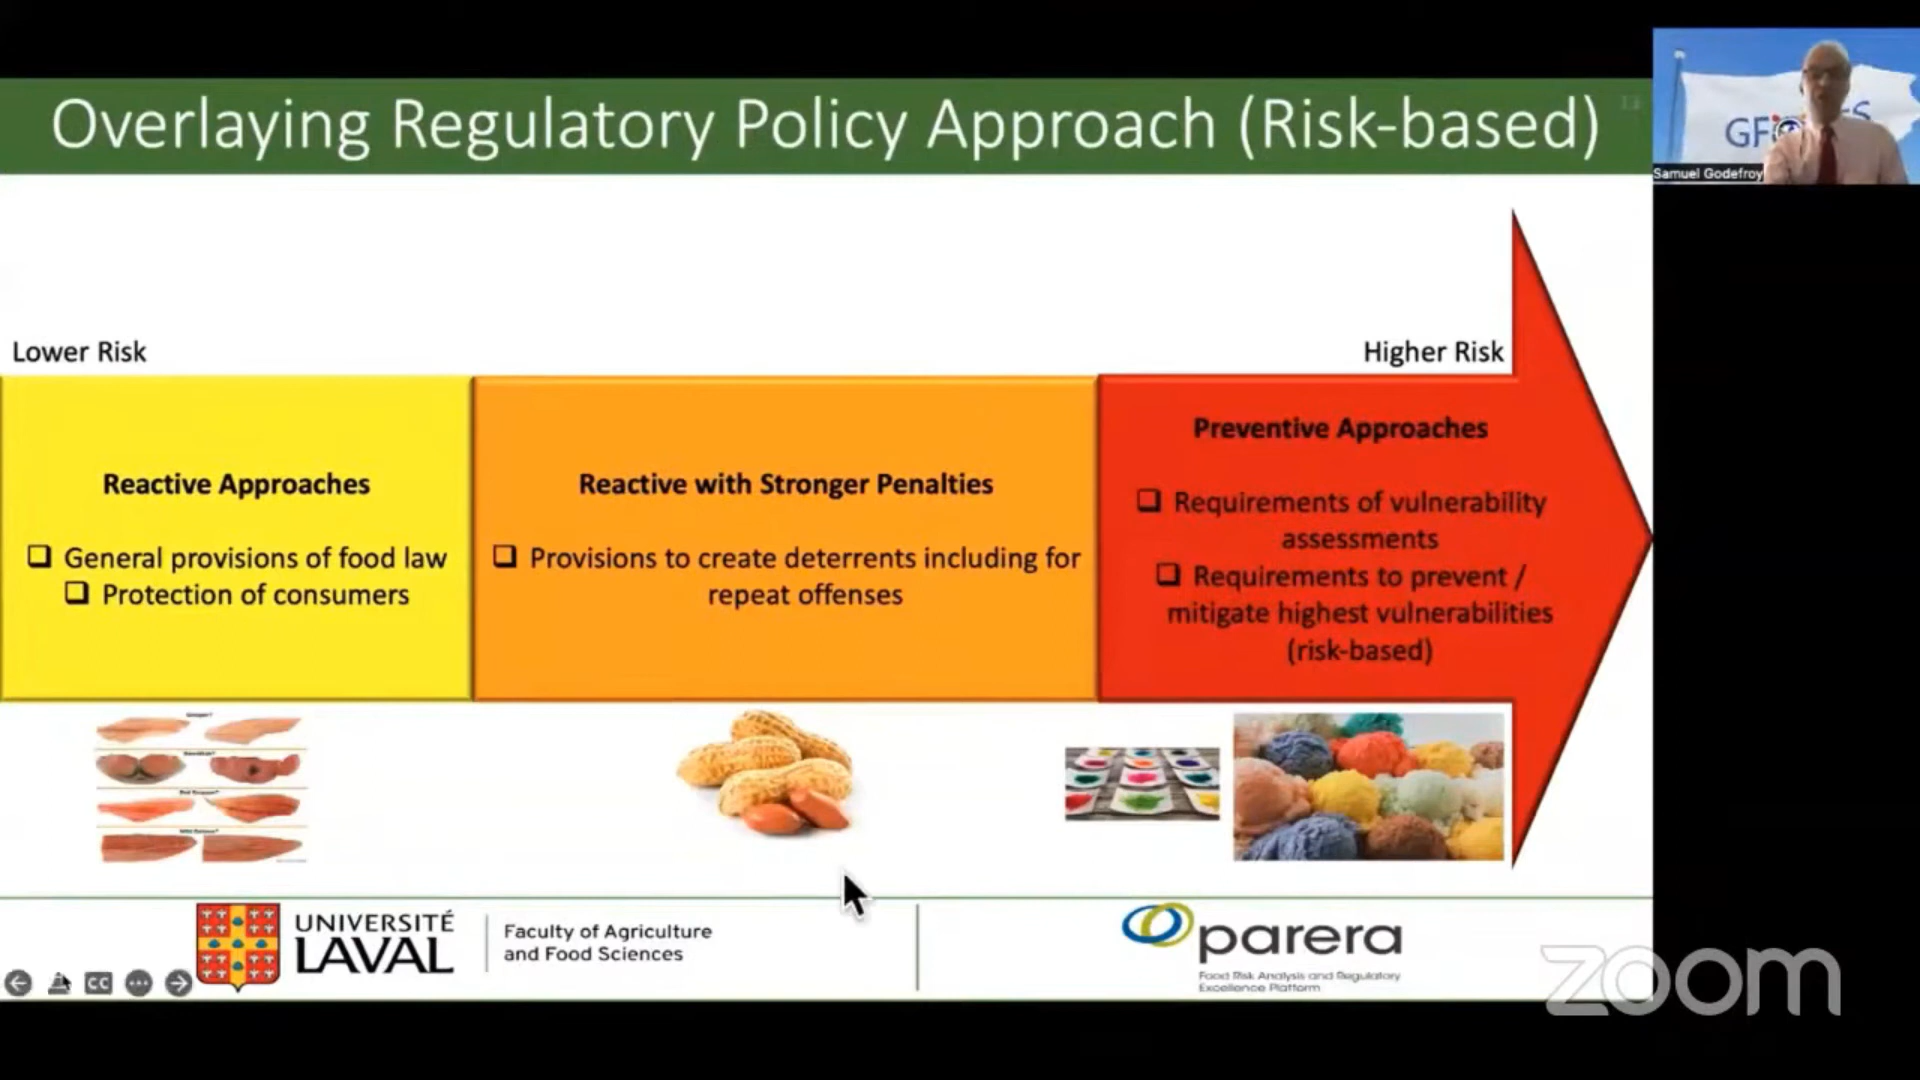 Overlaying Regulatory Policy Approach (Risk-based)
Samuel Godefroy
Lower Risk
Higher Risk
Reactive Approaches
General provisions of food law
Protection of consumers
Reactive with Stronger Penalties
Provisions to create deterrents including for
repeat offenses
Preventive Approaches
Requirements of vulnerability
assessments
Requirements to prevent /
mitigate highest vulnerabilities
(risk-based)
UNIVERSITÉ
LAVAL
Faculty of Agriculture
and Food Sciences
parera
Food Risk Analysis and Regulatory
Excellence Platform
CC
zoom